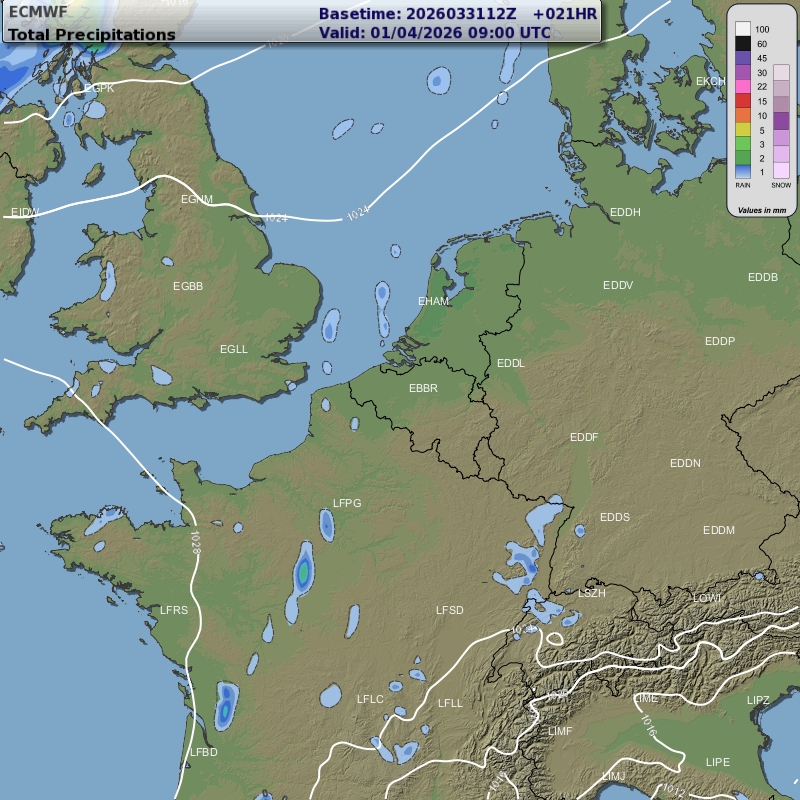 ECMWF
Basetime: 2026033112Z +021HR
Total Precipitations
Valid: 01/04/2026 09:00 UTC
100
60
45
30
22
15
10
5
3
2
1
RAIN
SNOW
Values in mm
EGPK
EKCH
EIDW
EGNM
1024
1024
EDDH
EGBB
EHAM
EDDV
EDDB
EGLL
EDDL
EDDP
EBBR
EDDF
EDDN
LFPG
EDDS
EDDM
1028
LSZH
LOWI
LFRS
LFSD
LFLC
LFLL
LIME
LIPZ
1016
LIMF
LFBD
LIPE
LIMJ
1012
1016